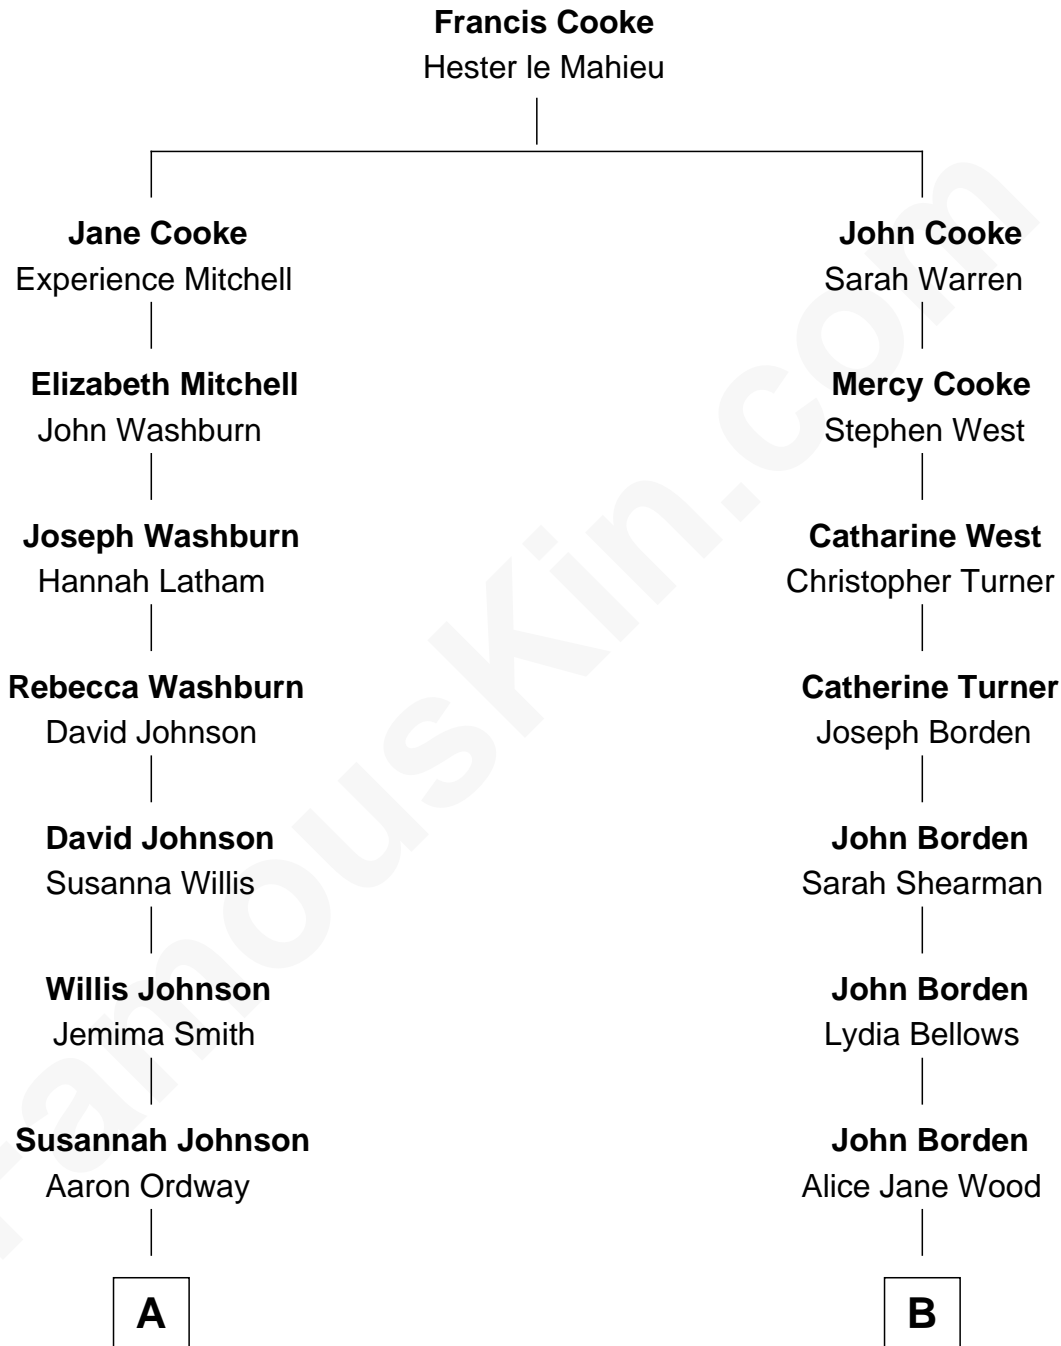 Francis Cooke
Hester le Mahieu
Jane Cooke
Experience Mitchell
John Cooke
Sarah Warren
Elizabeth Mitchell
John Washburn
Mercy Cooke
Stephen West
Joseph Washburn
Hannah Latham
Catharine West
Christopher Turner
Rebecca Washburn
David Johnson
Catherine Turner
Joseph Borden
David Johnson
Susanna Willis
John Borden
Sarah Shearman
Willis Johnson
Jemima Smith
John Borden
Lydia Bellows
Susannah Johnson
Aaron Ordway
John Borden
Alice Jane Wood
A
B
FamousKin.com